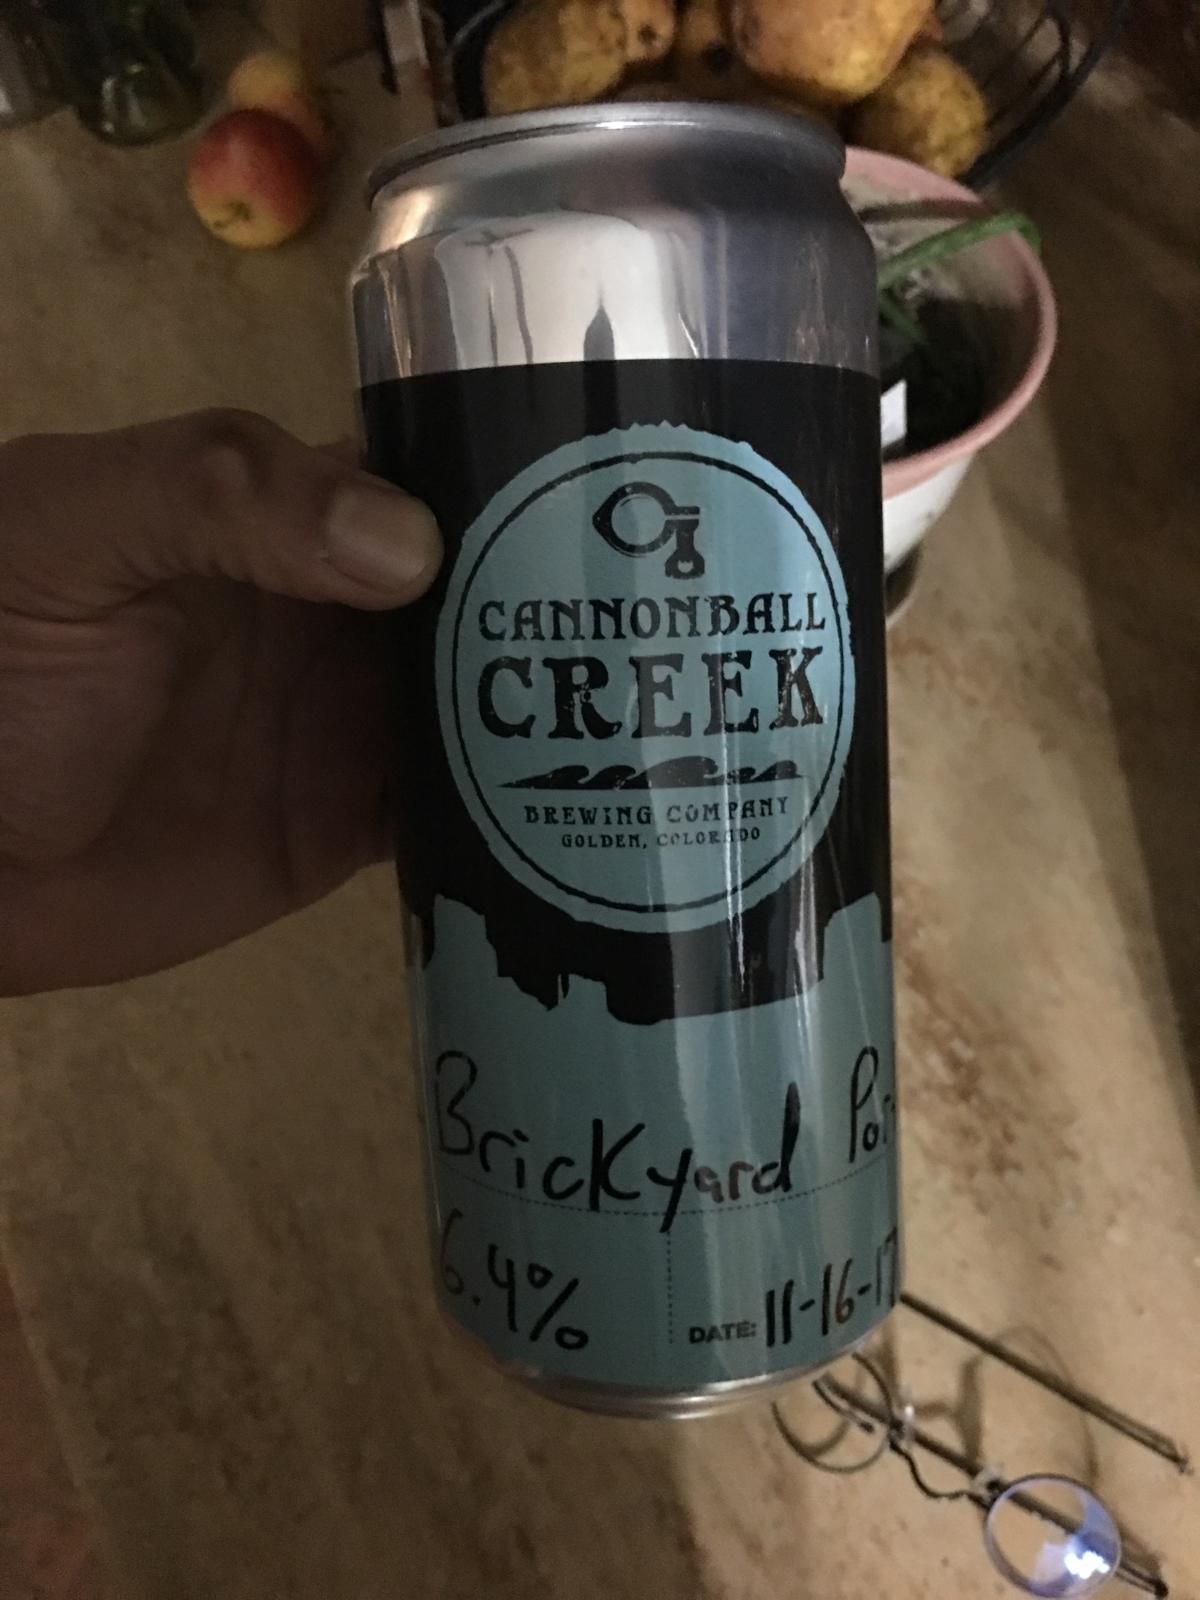 CANNONBALL
CREEK
BREWING COMPANY
GOLDEN, COLORADO
Brickyard
6.4%
DATE: 11-16-17